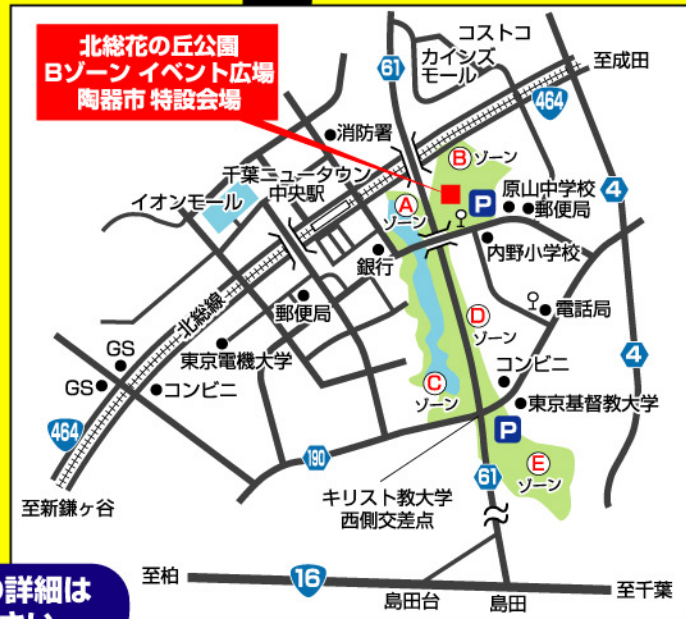 北総花の丘公園
Bゾーン イベント広場
陶器市 特設会場
コストコ
カインズ
モール
至成田
61
464
消防署
B ゾーン
4
千葉ニュータウン
中央駅
イオンモール
A
ゾーン
P
原山中学校
郵便局
内野小学校
銀行
北総線
郵便局
D
ゾーン
電話局
GS
GS
コンビニ
東京電機大学
C
ゾーン
コンビニ
4
東京基督教大学
464
190
P
E
ゾーン
61
至新鎌ヶ谷
キリスト教大学
西側交差点
の詳細は
さい
至柏
16
島田台
島田
至千葉